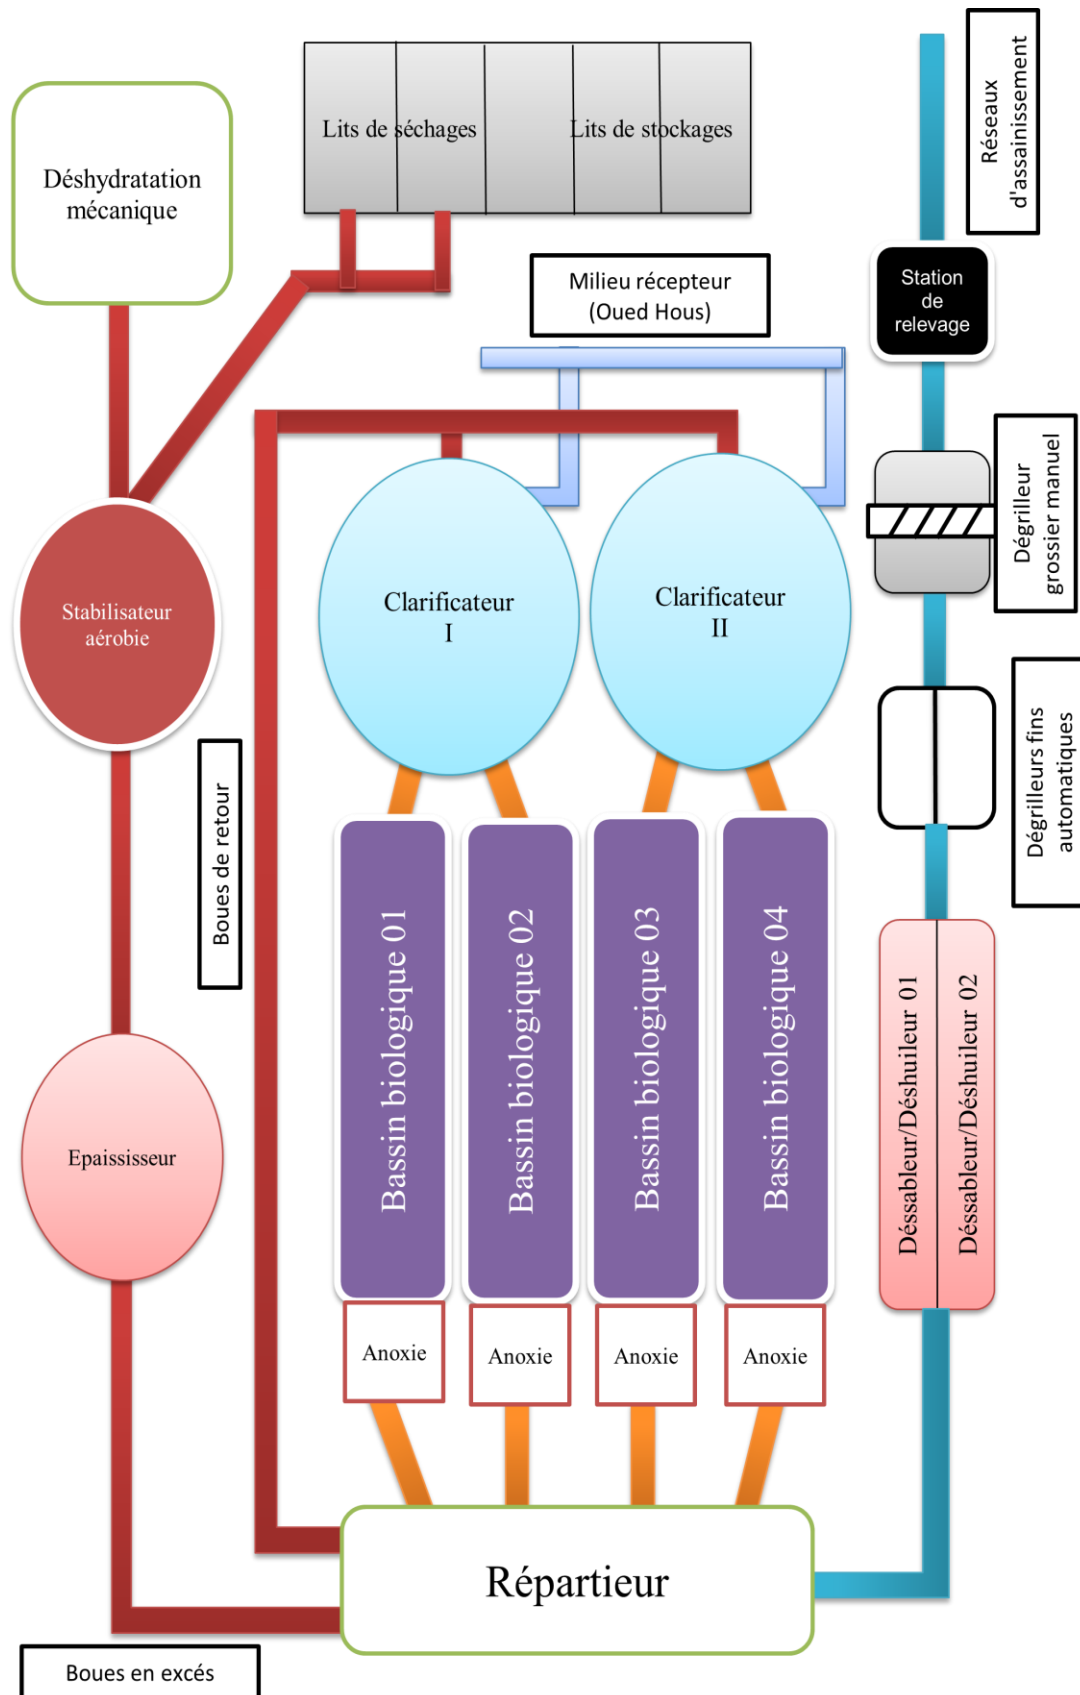 Réseaux
d'assainissement
Déshydratation
mécanique
Lits de séchages
Lits de stockages
Milieu récepteur
(Oued Hous)
Station
de
relevage
Dégrilleur
grossier manuel
Clarificateur
I
Clarificateur
II
Stabilisateur
aérobie
Dégrilleurs fins
automatiques
Boues de retour
Bassin biologique 01
Bassin biologique 02
Bassin biologique 03
Bassin biologique 04
Déssableur/Déshuileur 01
Déssableur/Déshuileur 02
Epaississeur
Anoxie
Anoxie
Anoxie
Anoxie
Répartieur
Boues en excés